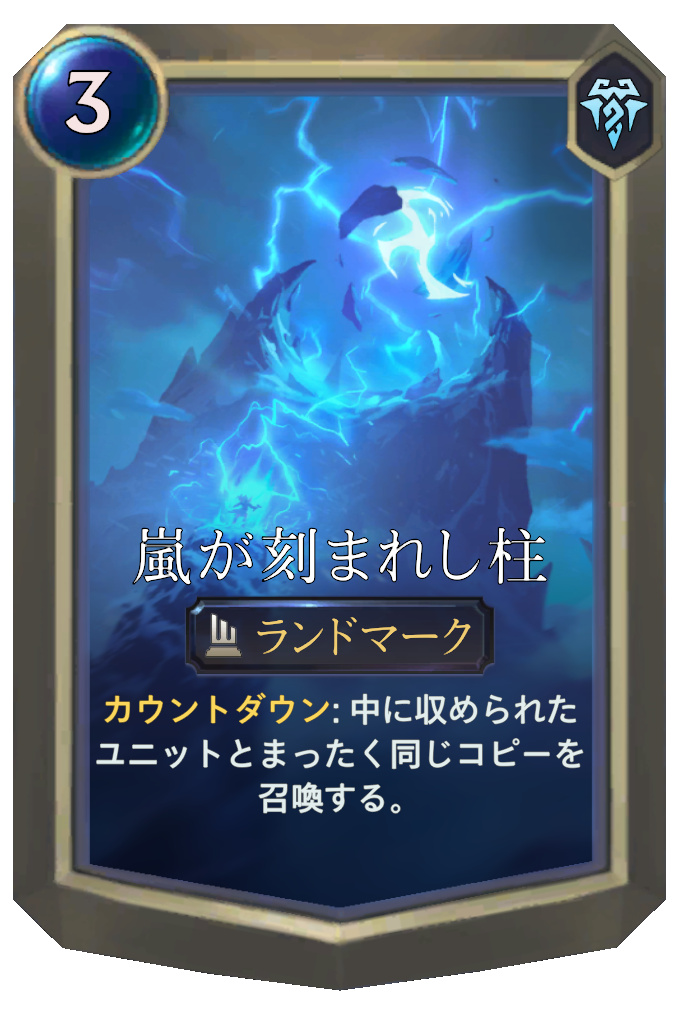 3
嵐が刻まれし柱
ランドマーク
カウントダウン: 中に収められた
ユニットとまったく同じコピーを
召喚する。